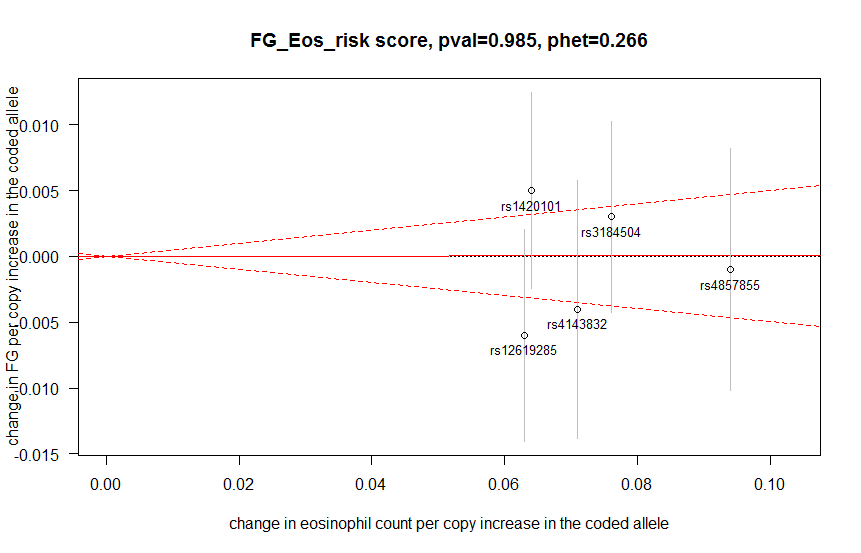 FG_Eos_risk score, pval=0.985, phet=0.266
change in FG per copy increase in the coded allele
0.010
0.005
0.000
-0.005
-0.010
-0.015
rs1420101
rs3184504
rs4857855
rs4143832
rs12619285
0.00 0.02 0.04 0.06 0.08 0.10
change in eosinophil count per copy increase in the coded allele